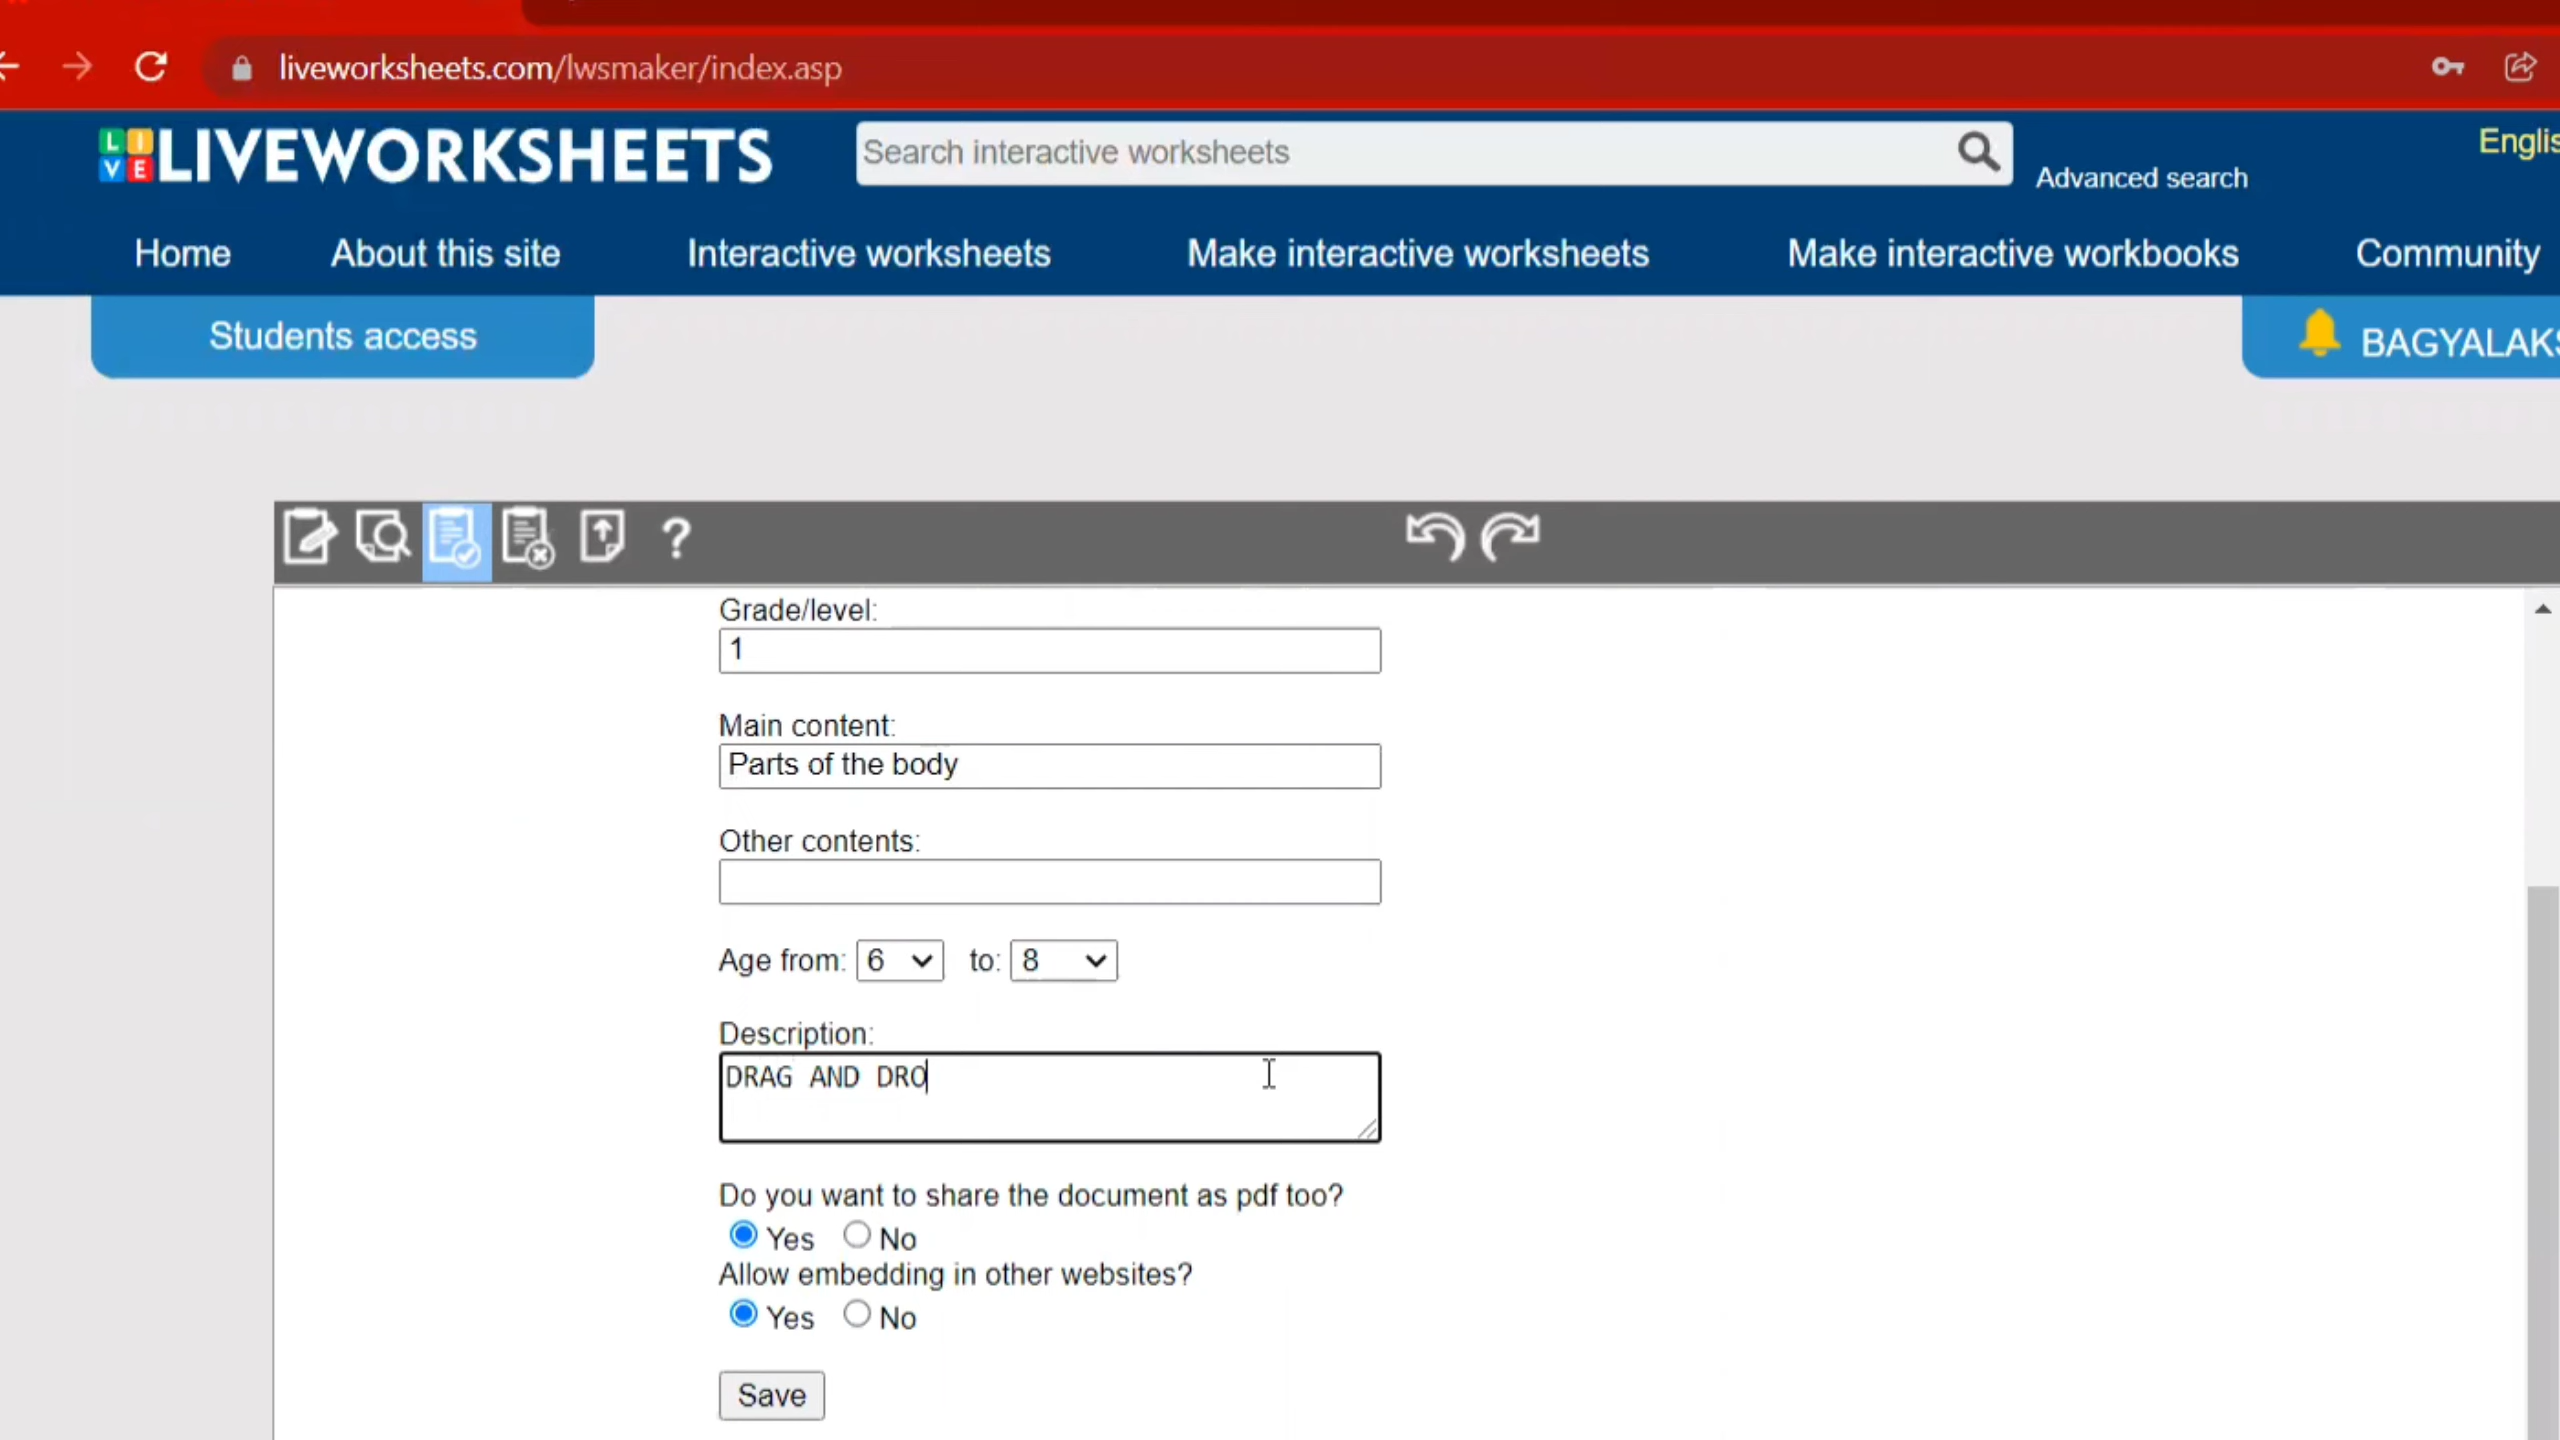 liveworksheets.com/lwsmaker/index.asp
LIVE LIVEWORKSHEETS
Search interactive worksheets
Advanced search
Home About this site Interactive worksheets Make interactive worksheets Make interactive workbooks Community
Students access
?
Grade/level:
1
Main content:
Parts of the body
Other contents:
Age from: 6 to: 8
Description:
DRAG AND DRO
Do you want to share the document as pdf too?
Yes No
Allow embedding in other websites?
Yes No
Save